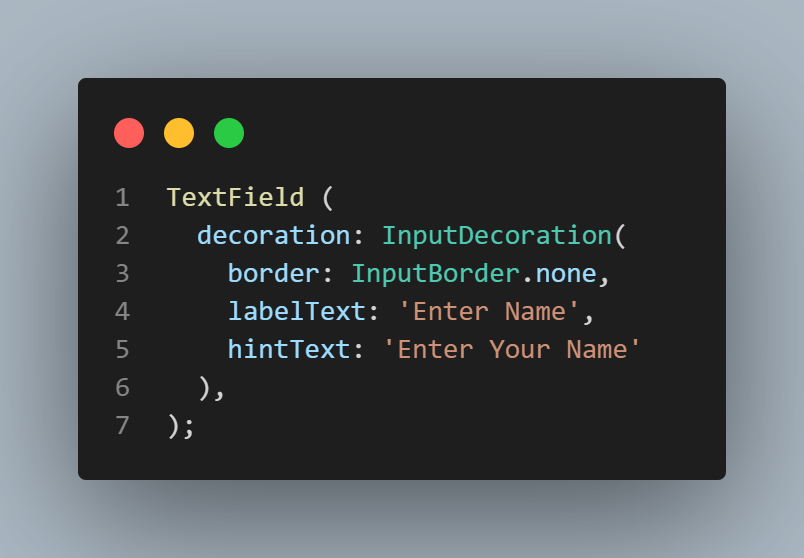 1 TextField (
2   decoration: InputDecoration(
3     border: InputBorder.none,
4     labelText: 'Enter Name',
5     hintText: 'Enter Your Name'
6   ),
7 );